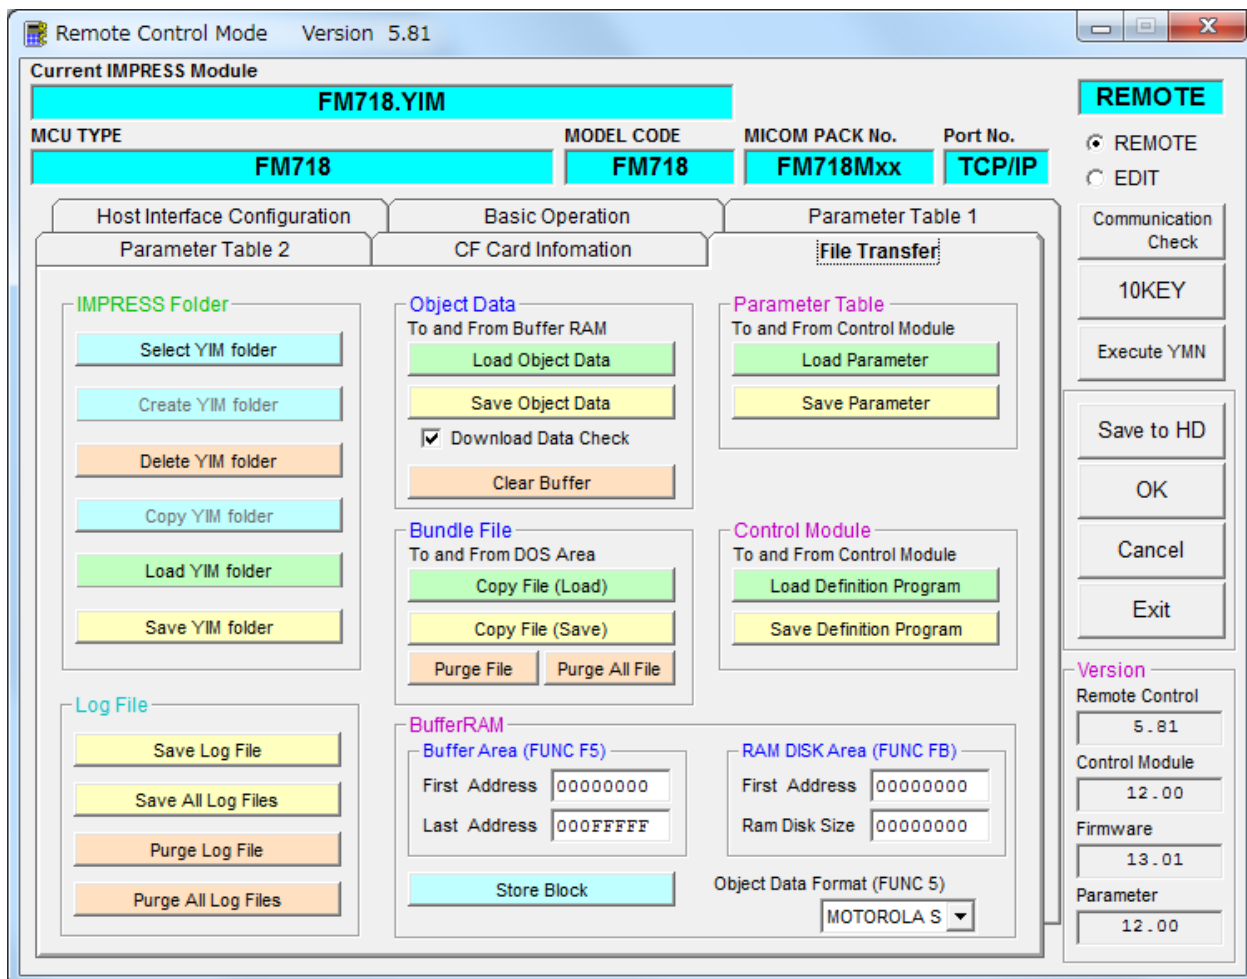 Remote Control Mode Version 5.81
Current IMPRESS Module
FM718.YIM
MCU TYPE
MODEL CODE
MICOM PACK No.
Port No.
FM718
FM718
FM718Mxx
TCP/IP
REMOTE
REMOTE
EDIT
Communication
Check
10KEY
Execute YMN
Save to HD
OK
Cancel
Exit
Host Interface Configuration
Basic Operation
Parameter Table 1
Parameter Table 2
CF Card Infomation
File Transfer
IMPRESS Folder
Select YIM folder
Create YIM folder
Delete YIM folder
Copy YIM folder
Load YIM folder
Save YIM folder
Log File
Save Log File
Save All Log Files
Purge Log File
Purge All Log Files
Object Data
To and From Buffer RAM
Load Object Data
Save Object Data
Download Data Check
Clear Buffer
Bundle File
To and From DOS Area
Copy File (Load)
Copy File (Save)
Purge File
Purge All File
Parameter Table
To and From Control Module
Load Parameter
Save Parameter
Control Module
To and From Control Module
Load Definition Program
Save Definition Program
BufferRAM
Buffer Area (FUNC F5)
First Address 00000000
Last Address 000FFFFF
RAM DISK Area (FUNC FB)
First Address 00000000
Ram Disk Size 00000000
Store Block
Object Data Format (FUNC 5)
MOTOROLA S
Version
Remote Control
5.81
Control Module
12.00
Firmware
13.01
Parameter
12.00